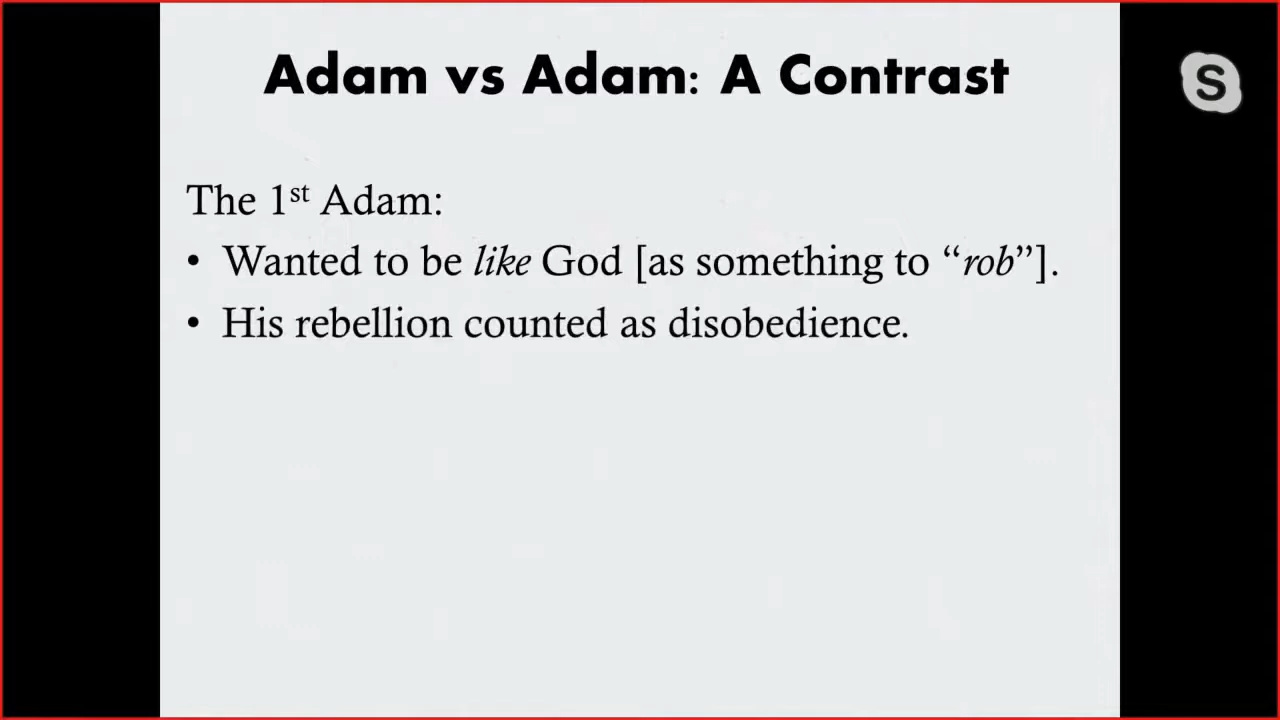 Adam vs Adam: A Contrast
S
The 1st Adam:
• Wanted to be like God [as something to “rob”].
• His rebellion counted as disobedience.